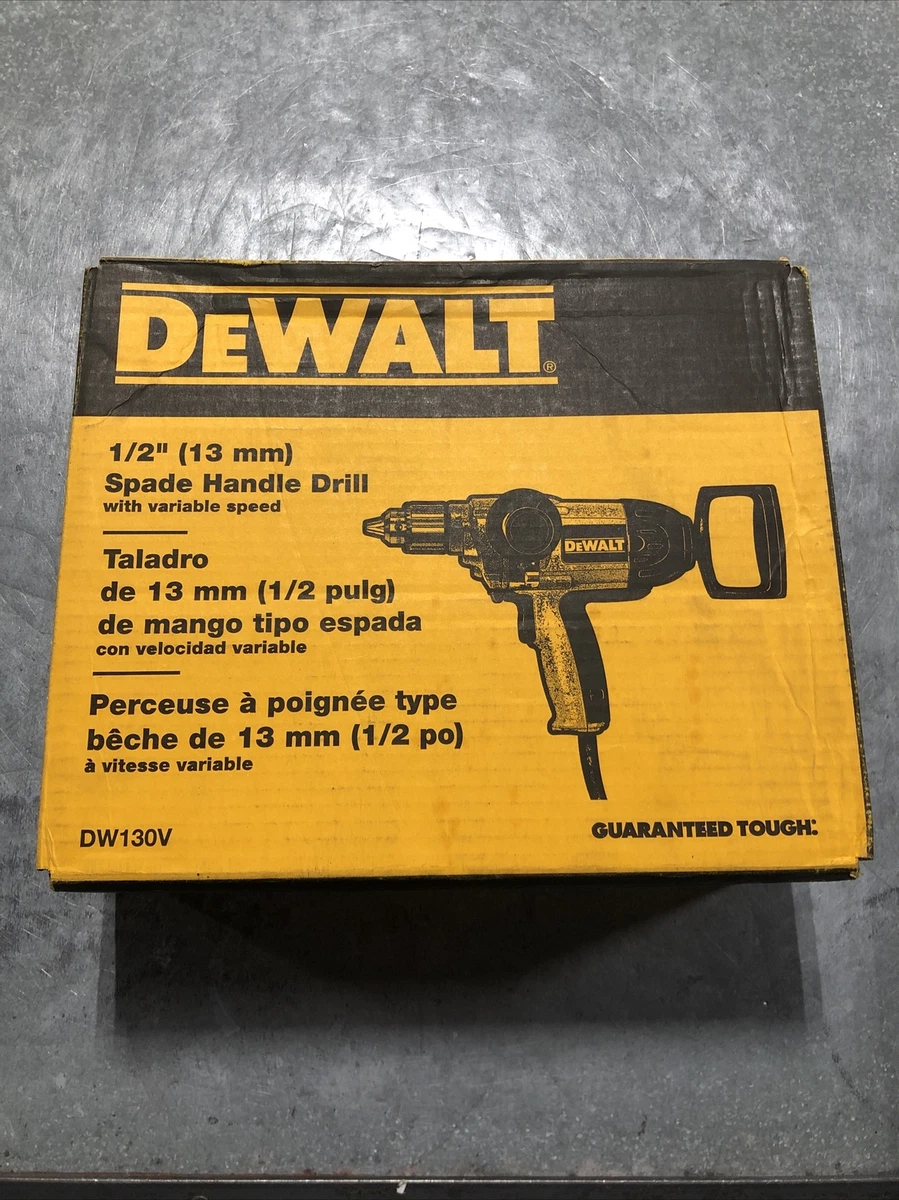 DEWALT®
1/2" (13 mm)
Spade Handle Drill
with variable speed
DEWALT
Taladro
de 13 mm (1/2 pulg)
de mango tipo espada
con velocidad variable
Perceuse à poignée type
bêche de 13 mm (1/2 po)
à vitesse variable
DW130V
GUARANTEED TOUGH.®